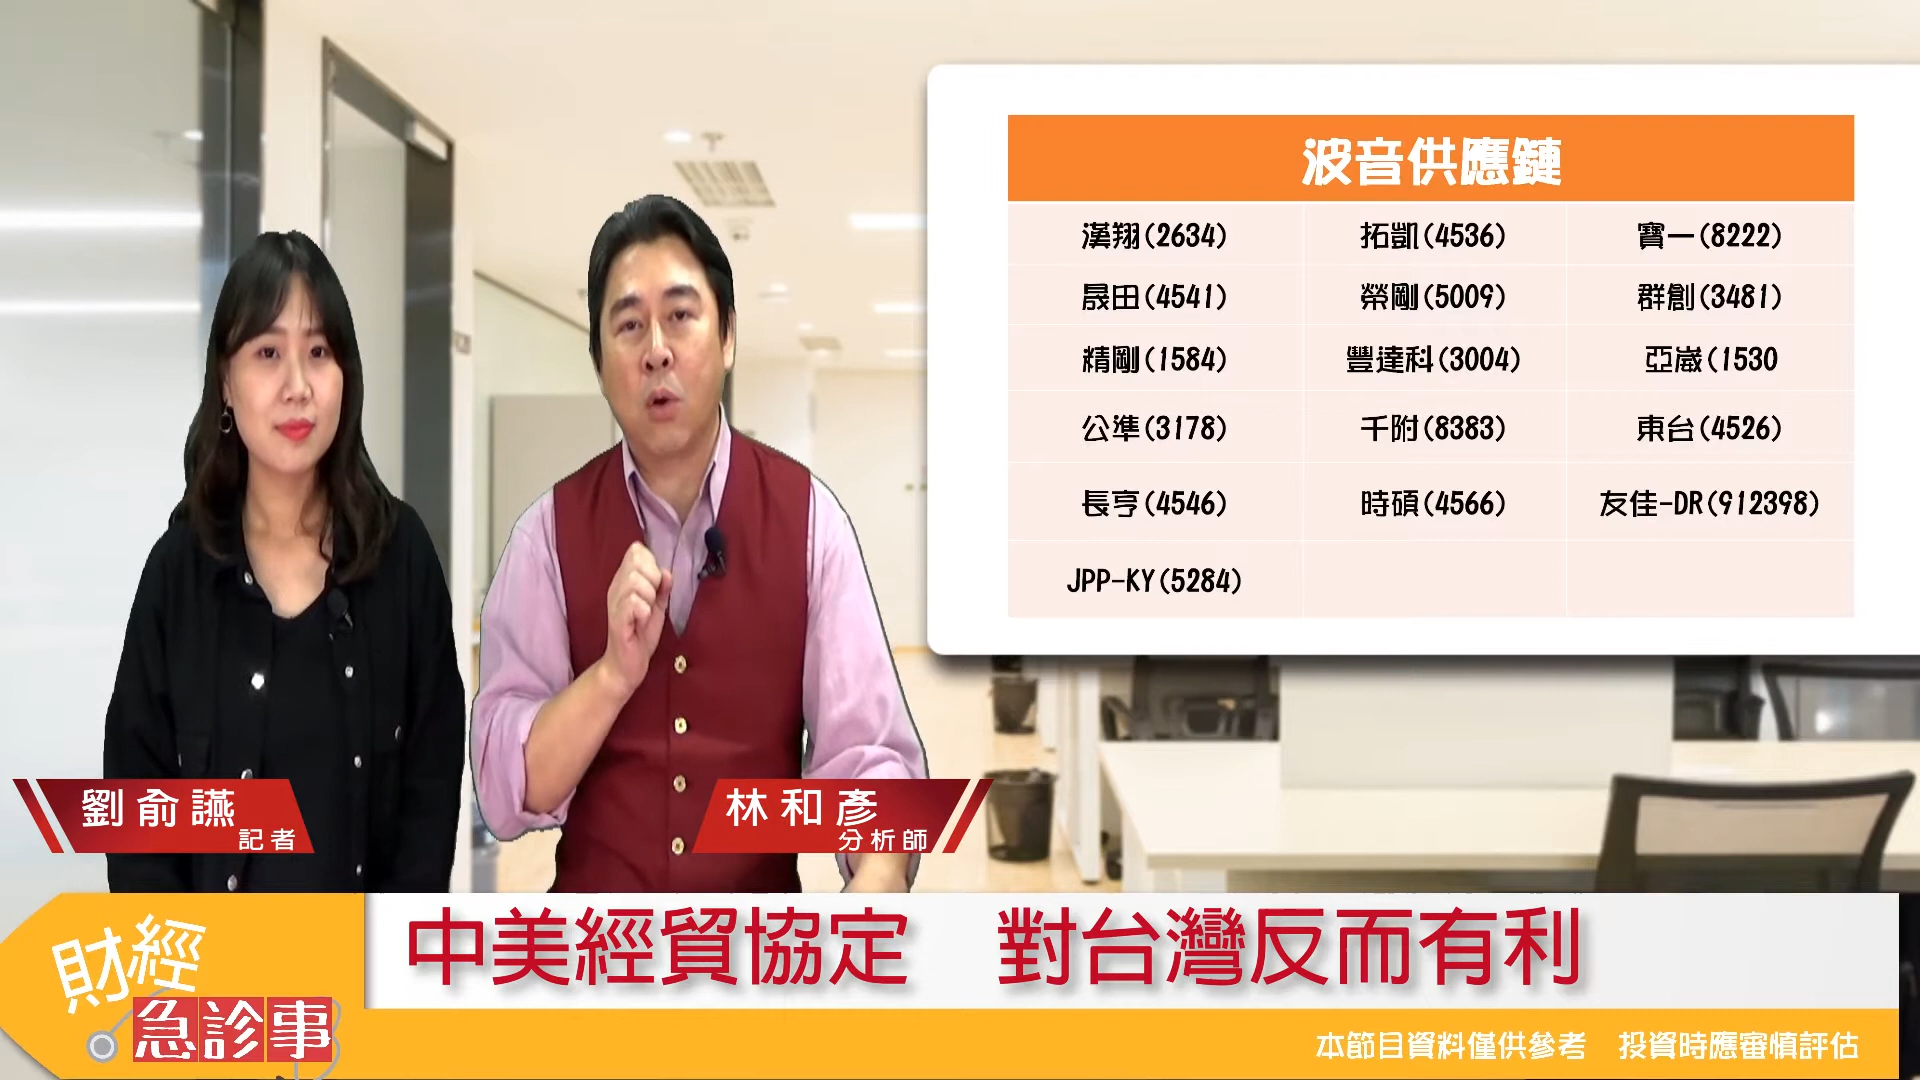 波音供應鏈
漢翔(2634) 拓凱(4536) 寶一(8222)
晟田(4541) 榮剛(5009) 群創(3481)
精剛(1584) 豐達科(3004) 亞崴(1530
公準(3178) 千附(8383) 東台(4526)
長亨(4546) 時碩(4566) 友佳-DR(912398)
JPP-KY(5284)
劉俞讌
記者
林和彥
分析師
中美經貿協定 對台灣反而有利
財經
急診事
本節目資料僅供參考 投資時應審慎評估